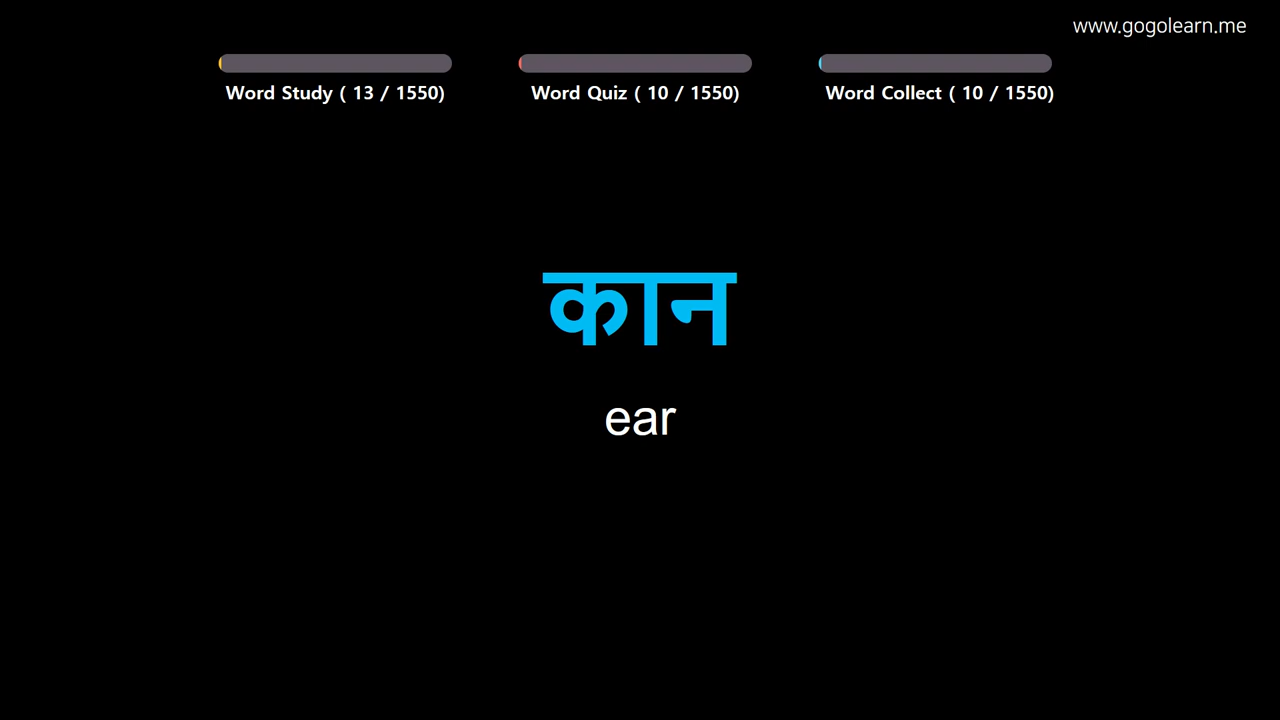 www.gogolearn.me
Word Study ( 13 / 1550)
Word Quiz ( 10 / 1550)
Word Collect ( 10 / 1550)
कान
ear